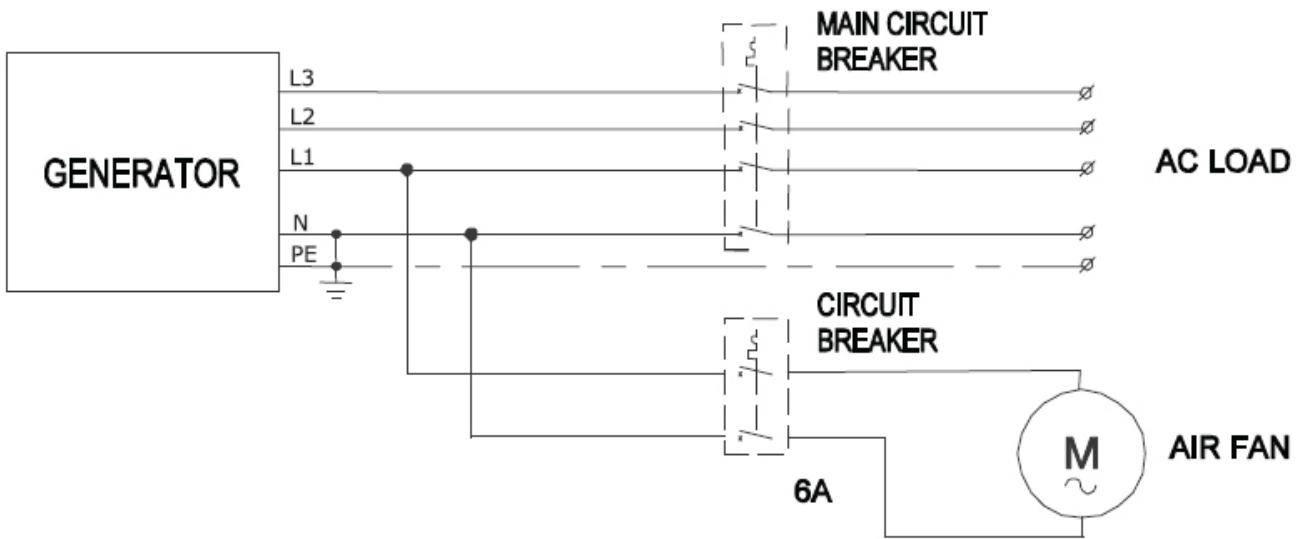 MAIN CIRCUIT
BREAKER
L3
L2
L1
GENERATOR
AC LOAD
N
PE
CIRCUIT
BREAKER
M
AIR FAN
6A